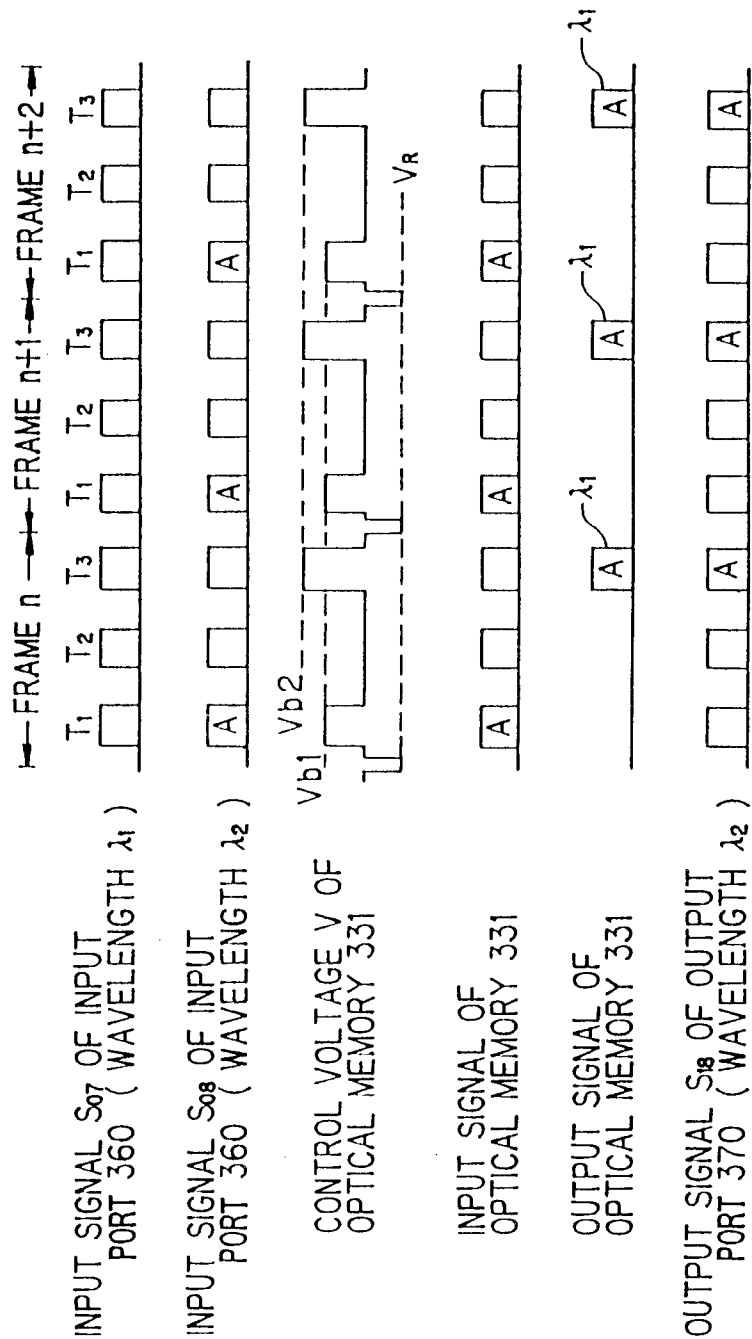 FRAME n FRAME n+1 FRAME n+2
T1 T2 T3 T1 T2 T3 T1 T2 T3
INPUT SIGNAL S07 OF INPUT
PORT 360 ( WAVELENGTH λ1 )
INPUT SIGNAL S08 OF INPUT
PORT 360 ( WAVELENGTH λ2 )
A A A
CONTROL VOLTAGE V OF
OPTICAL MEMORY 331
Vb1 Vb2 VR
INPUT SIGNAL OF
OPTICAL MEMORY 331
A A A
OUTPUT SIGNAL OF
OPTICAL MEMORY 331
A λ1 A λ1 A λ1
OUTPUT SIGNAL S18 OF OUTPUT
PORT 370 ( WAVELENGTH λ2 )
A A A